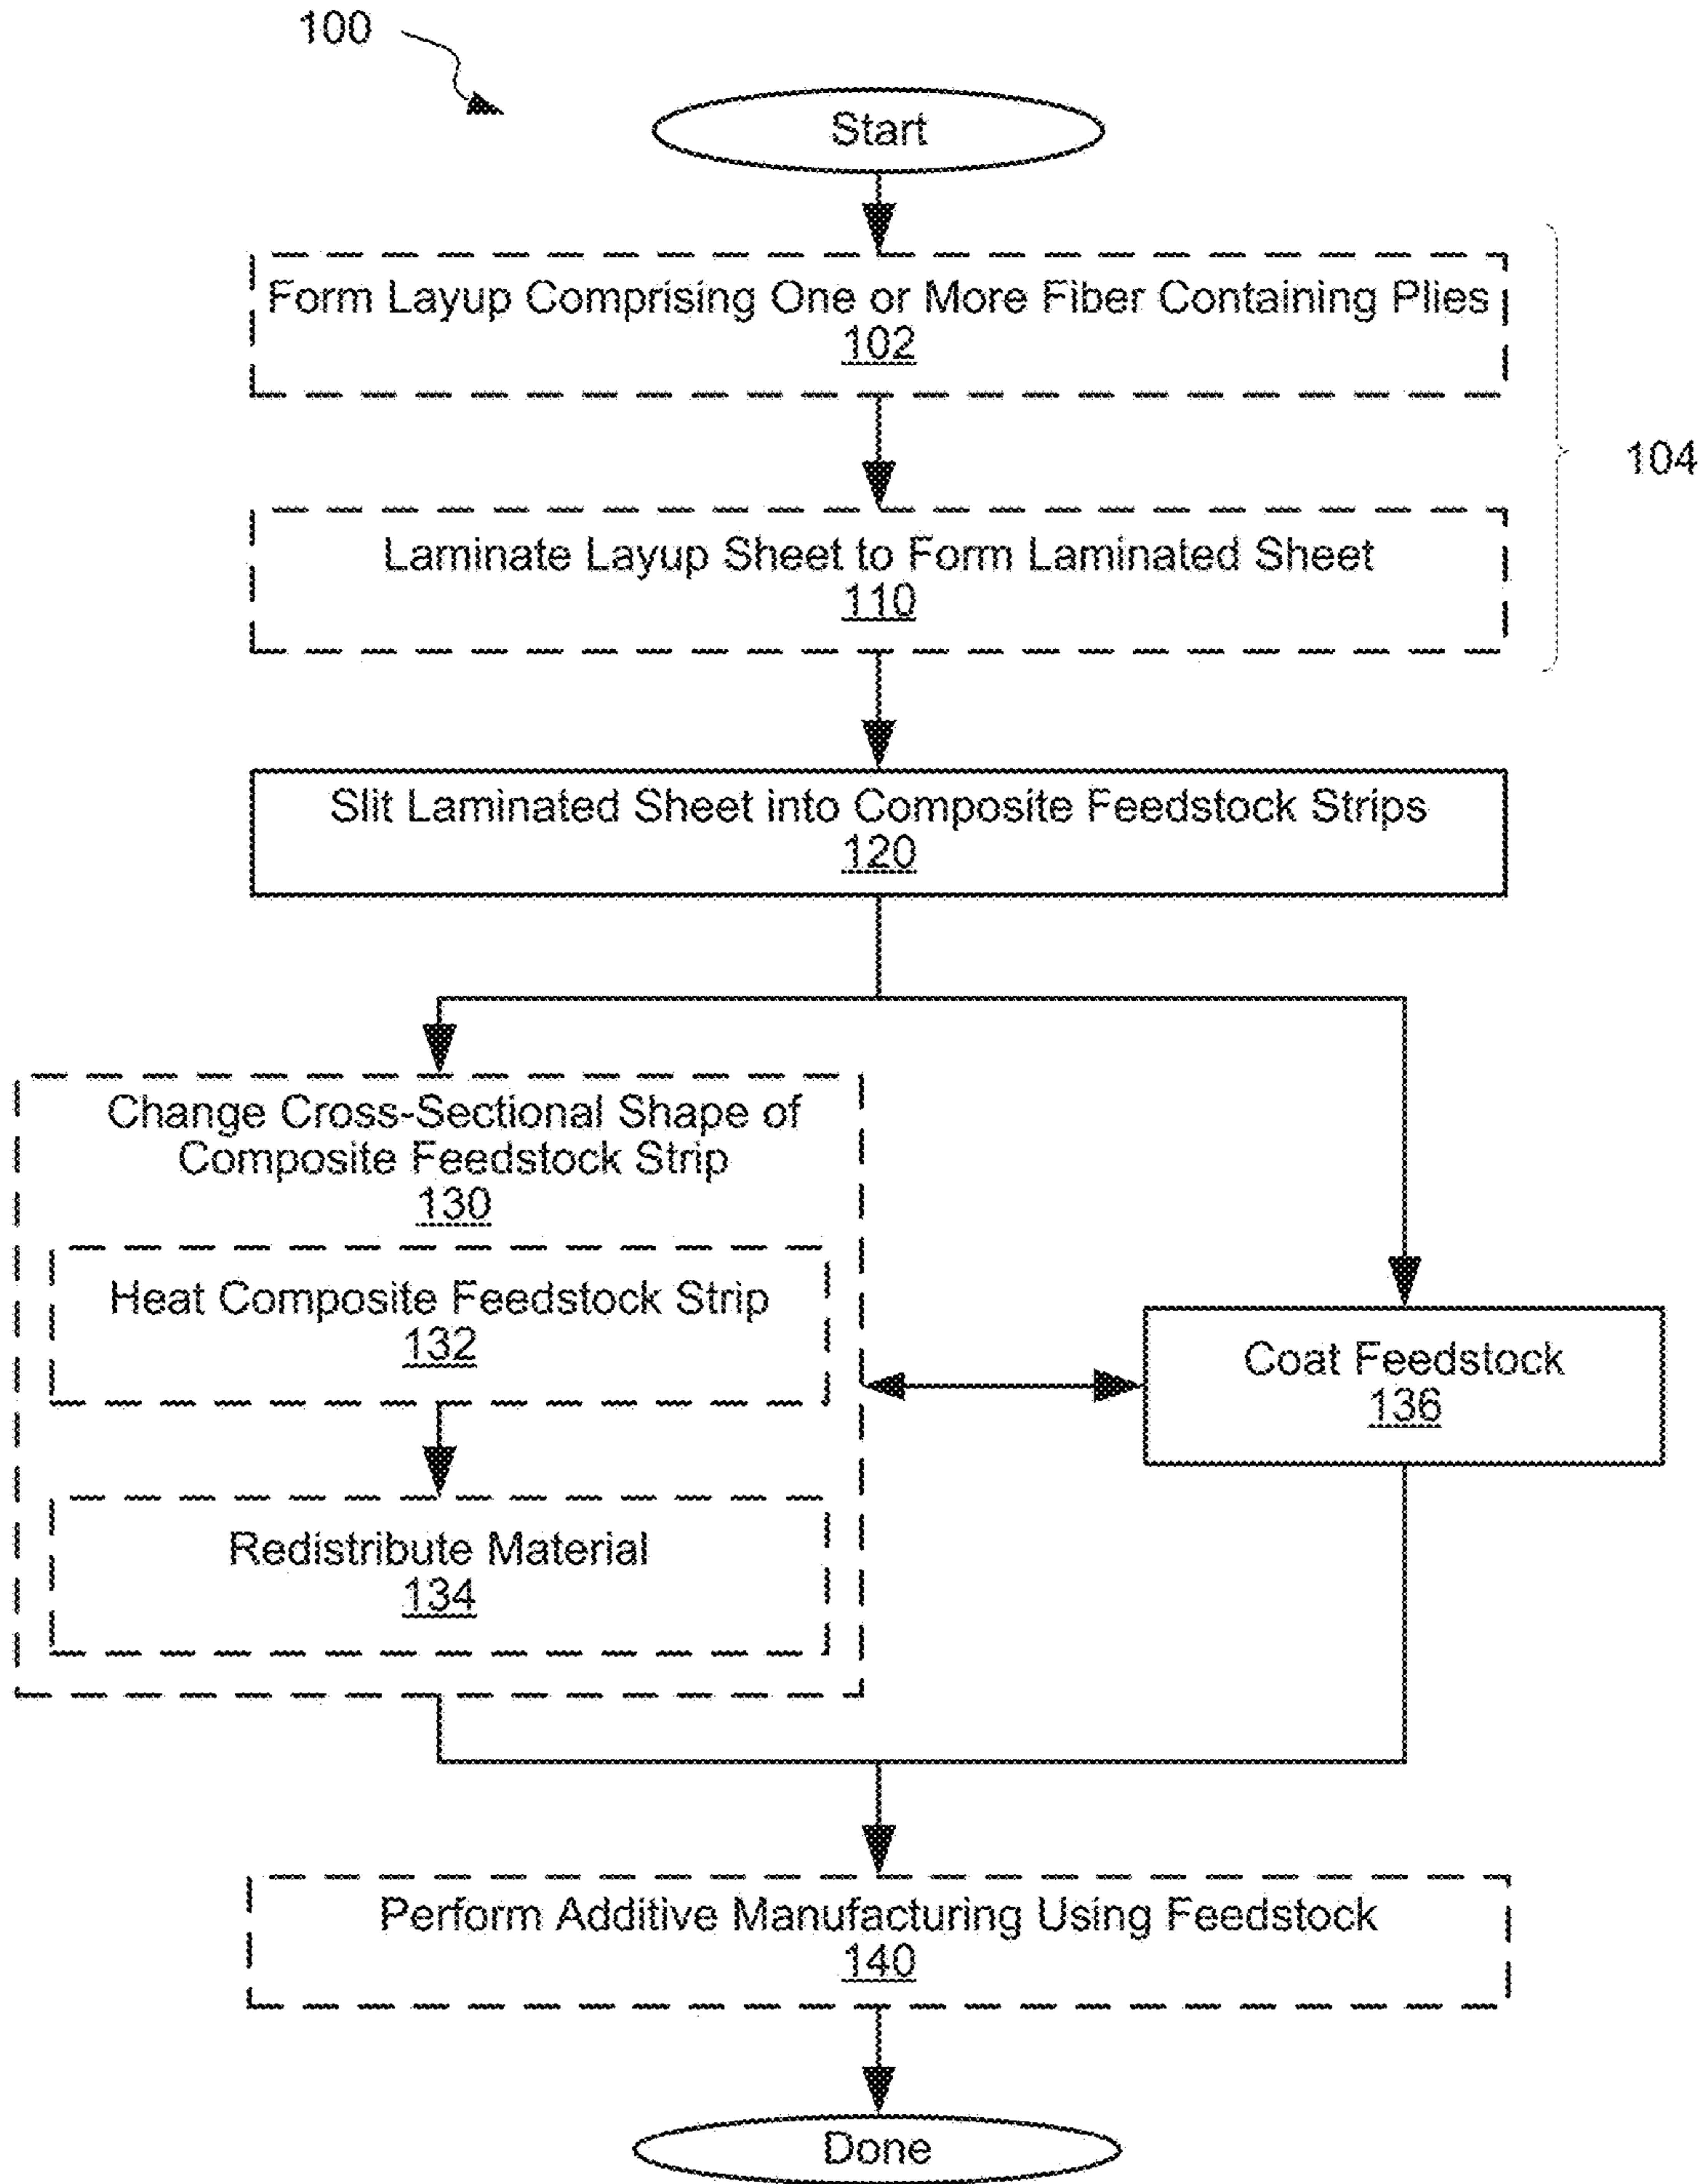 100
Start
Form Layup Comprising One or More Fiber Containing Plies
102
104
Laminate Layup Sheet to Form Laminated Sheet
110
Slit Laminated Sheet into Composite Feedstock Strips
120
Change Cross-Sectional Shape of
Composite Feedstock Strip
130
Heat Composite Feedstock Strip
132
Coat Feedstock
136
Redistribute Material
134
Perform Additive Manufacturing Using Feedstock
140
Done